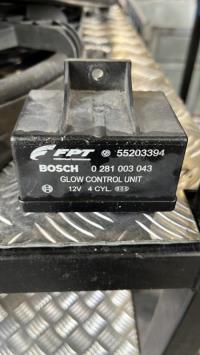 FPT 55203394
BOSCH 0 281 003 043
GLOW CONTROL UNIT
12V 4 CYL.